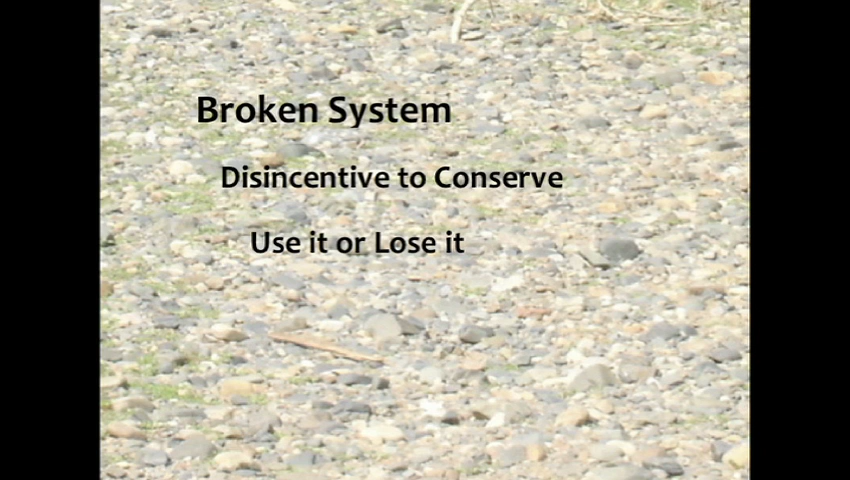 Broken System
Disincentive to Conserve
Use it or Lose it